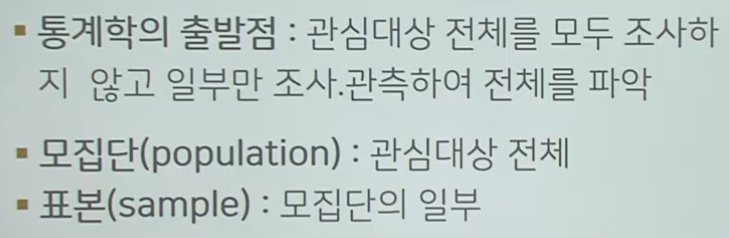 ▪ 통계학의 출발점 : 관심대상 전체를 모두 조사하
지 않고 일부만 조사.관측하여 전체를 파악
▪ 모집단(population) : 관심대상 전체
▪ 표본(sample) : 모집단의 일부